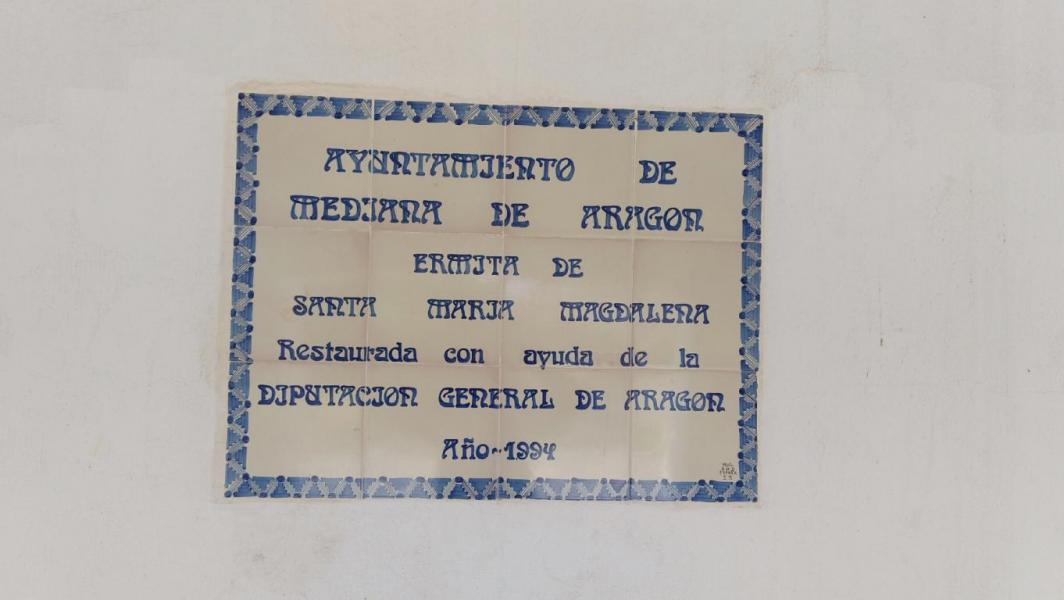 AYUNTAMIENTO DE
MEDIANA DE ARAGON
ERMITA DE
SANTA MARIA MAGDALENA
Restaurada con ayuda de la
DIPUTACION GENERAL DE ARAGON
Año-1994